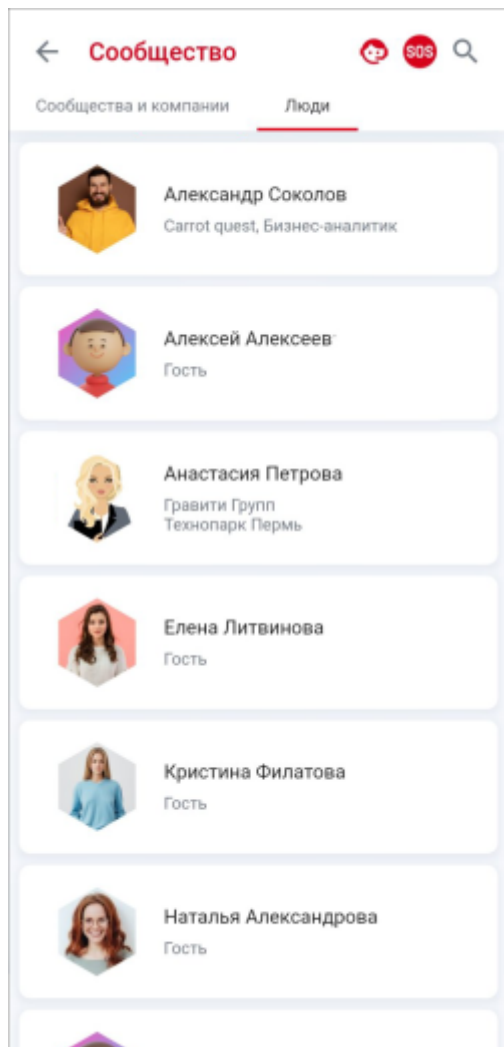 Сообщество
SOS
Сообщества и компании
Люди
Александр Соколов
Carrot quest, Бизнес-аналитик
Алексей Алексеев
Гость
Анастасия Петрова
Гравити Групп
Технопарк Пермь
Елена Литвинова
Гость
Кристина Филатова
Гость
Наталья Александрова
Гость